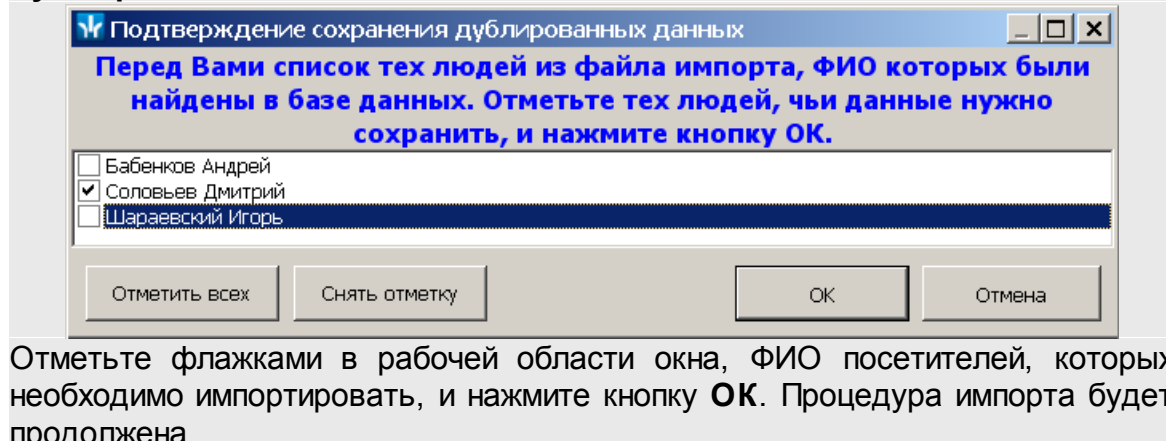 Подтверждение сохранения дублированных данных
Перед Вами список тех людей из файла импорта, ФИО которых были
найдены в базе данных. Отметьте тех людей, чьи данные нужно
сохранить, и нажмите кнопку ОК.
Бабенков Андрей
Соловьев Дмитрий
Шараевский Игорь
Отметить всех
Снять отметку
ОК
Отмена
Отметьте флажками в рабочей области окна, ФИО посетителей, которых
необходимо импортировать, и нажмите кнопку ОК. Процедура импорта будет
продолжена